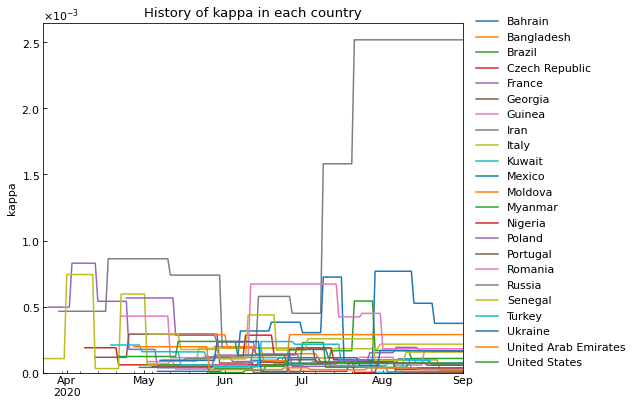 History of kappa in each country
×10⁻³
2.5
2.0
1.5
1.0
0.5
0.0
kappa
Apr May Jun Jul Aug Sep
2020
Bahrain
Bangladesh
Brazil
Czech Republic
France
Georgia
Guinea
Iran
Italy
Kuwait
Mexico
Moldova
Myanmar
Nigeria
Poland
Portugal
Romania
Russia
Senegal
Turkey
Ukraine
United Arab Emirates
United States